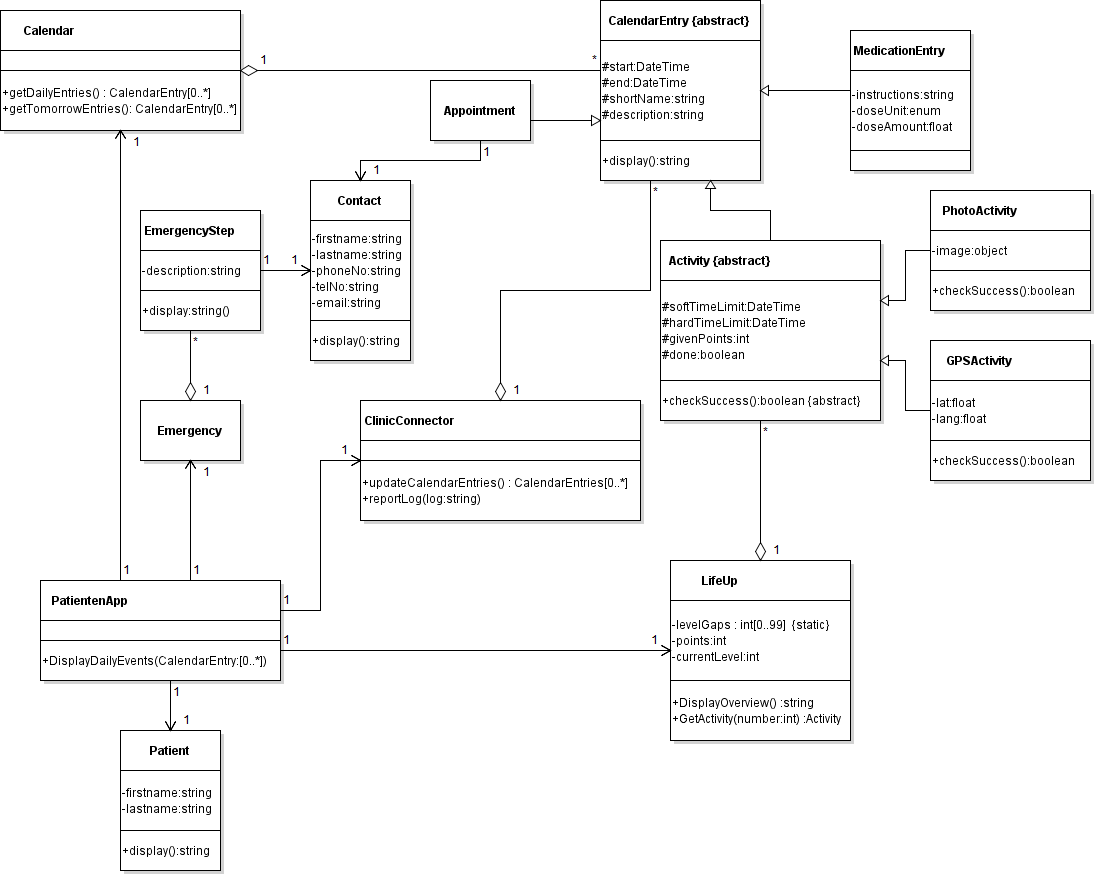 Calendar
+getDailyEntries() : CalendarEntry[0..*]
+getTomorrowEntries(): CalendarEntry[0..*]
1
*
CalendarEntry {abstract}
#start:DateTime
#end:DateTime
#shortName:string
#description:string
+display():string
MedicationEntry
-instructions:string
-doseUnit:enum
-doseAmount:float
Appointment
1
1
1
Contact
-firstname:string
-lastname:string
-phoneNo:string
-telNo:string
-email:string
+display():string
EmergencyStep
-description:string
+display:string()
1
1
*
1
Emergency
1
1
*
1
PhotoActivity
-image:object
+checkSuccess():boolean
Activity {abstract}
#softTimeLimit:DateTime
#hardTimeLimit:DateTime
#givenPoints:int
#done:boolean
+checkSuccess():boolean {abstract}
GPSActivity
-lat:float
-lang:float
+checkSuccess():boolean
ClinicConnector
+updateCalendarEntries() : CalendarEntries[0..*]
+reportLog(log:string)
1
1
*
1
LifeUp
-levelGaps : int[0..99] {static}
-points:int
-currentLevel:int
+DisplayOverview() :string
+GetActivity(number:int) :Activity
1
PatientenApp
+DisplayDailyEvents(CalendarEntry:[0..*])
1
1
1
1
Patient
-firstname:string
-lastname:string
+display():string